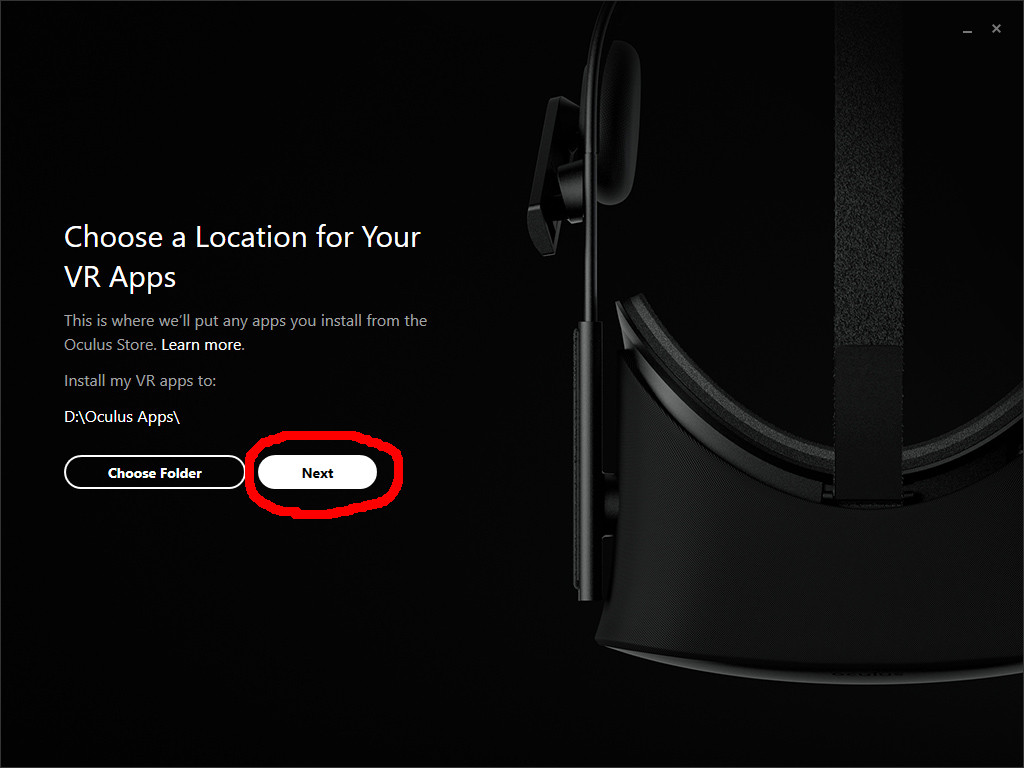 Choose a Location for Your
VR Apps
This is where we'll put any apps you install from the
Oculus Store. Learn more.
Install my VR apps to:
D:\Oculus Apps\
Choose Folder
Next